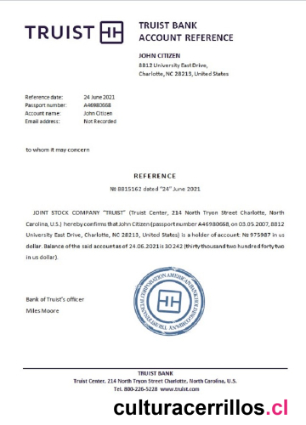 TRUIST
TRUIST BANK
ACCOUNT REFERENCE
JOHN CITIZEN
8812 University East Drive,
Charlotte, NC 28213, United States
Reference date: 24 June 2021
Passport number: A46980668
Account name: John Citizen
Email address: Not Recorded
to whom it may concern
REFERENCE
№ 8015162 dated "24" June 2021
JOINT STOCK COMPANY "TRUIST" (Truist Center, 214 North Tryon Street Charlotte, North
Carolina, U.S.) hereby confirms that John Citizen (passport number A46980668, on 03.05.2007, 8812
University East Drive, Charlotte, NC 28213, United States) is a holder of account № 975987 in us
dollar. Balance of the said account as of 24.06.2021 is 30 242 (thirty thousand two hundred forty two
in us dollar).
Bank of Truist's officer
Miles Moore
TRUIST BANK
Truist Center, 214 North Tryon Street Charlotte, North Carolina, U.S.
Tel. 800-226-5228 www.truist.com
culturacerrillos.cl